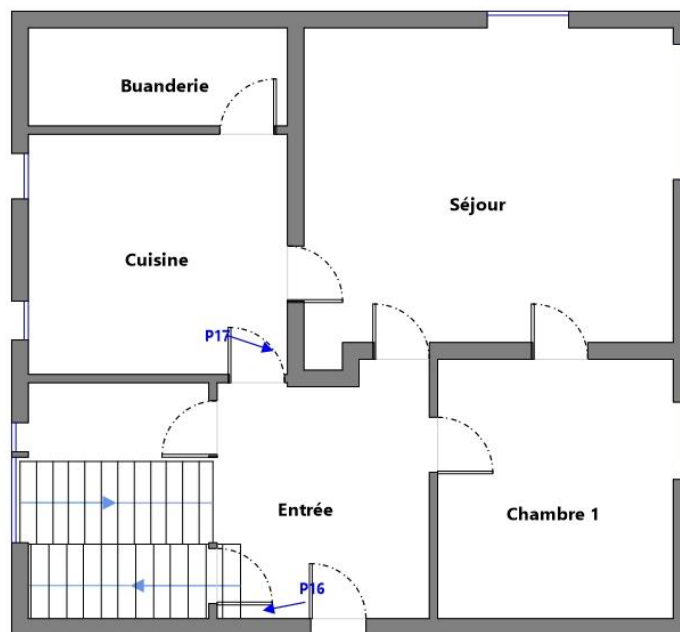 Buanderie
Séjour
Cuisine
P17
Entrée
Chambre 1
P16